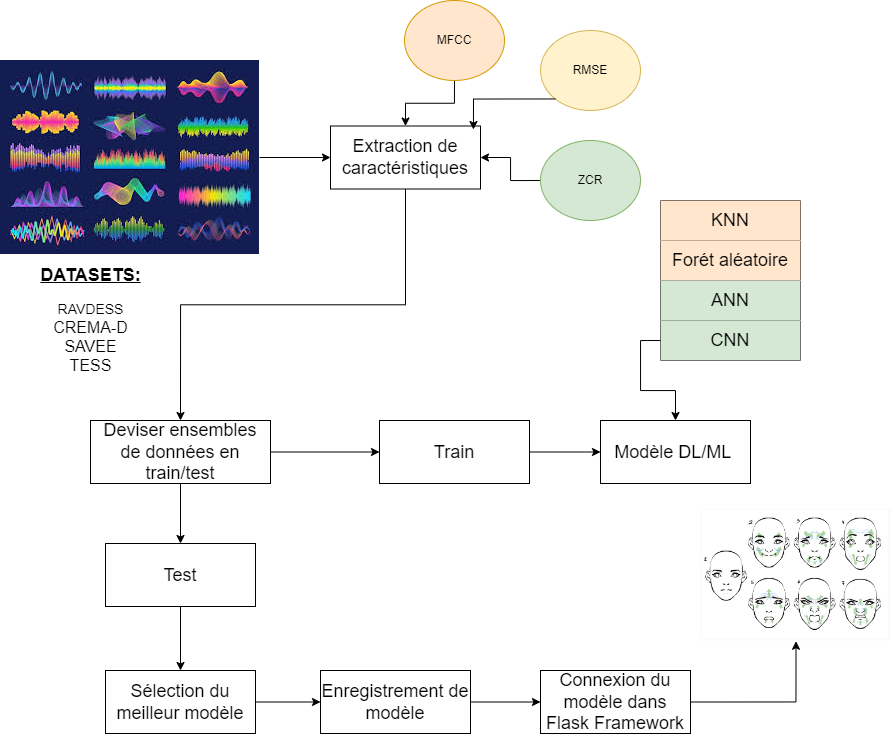 MFCC
RMSE
ZCR
Extraction de
caractéristiques
DATASETS:
RAVDESS
CREMA-D
SAVEE
TESS
KNN
Forét aléatoire
ANN
CNN
Deviser ensembles
de données en
train/test
Train
Modèle DL/ML
Test
Sélection du
meilleur modèle
Enregistrement de
modèle
Connexion du
modèle dans
Flask Framework